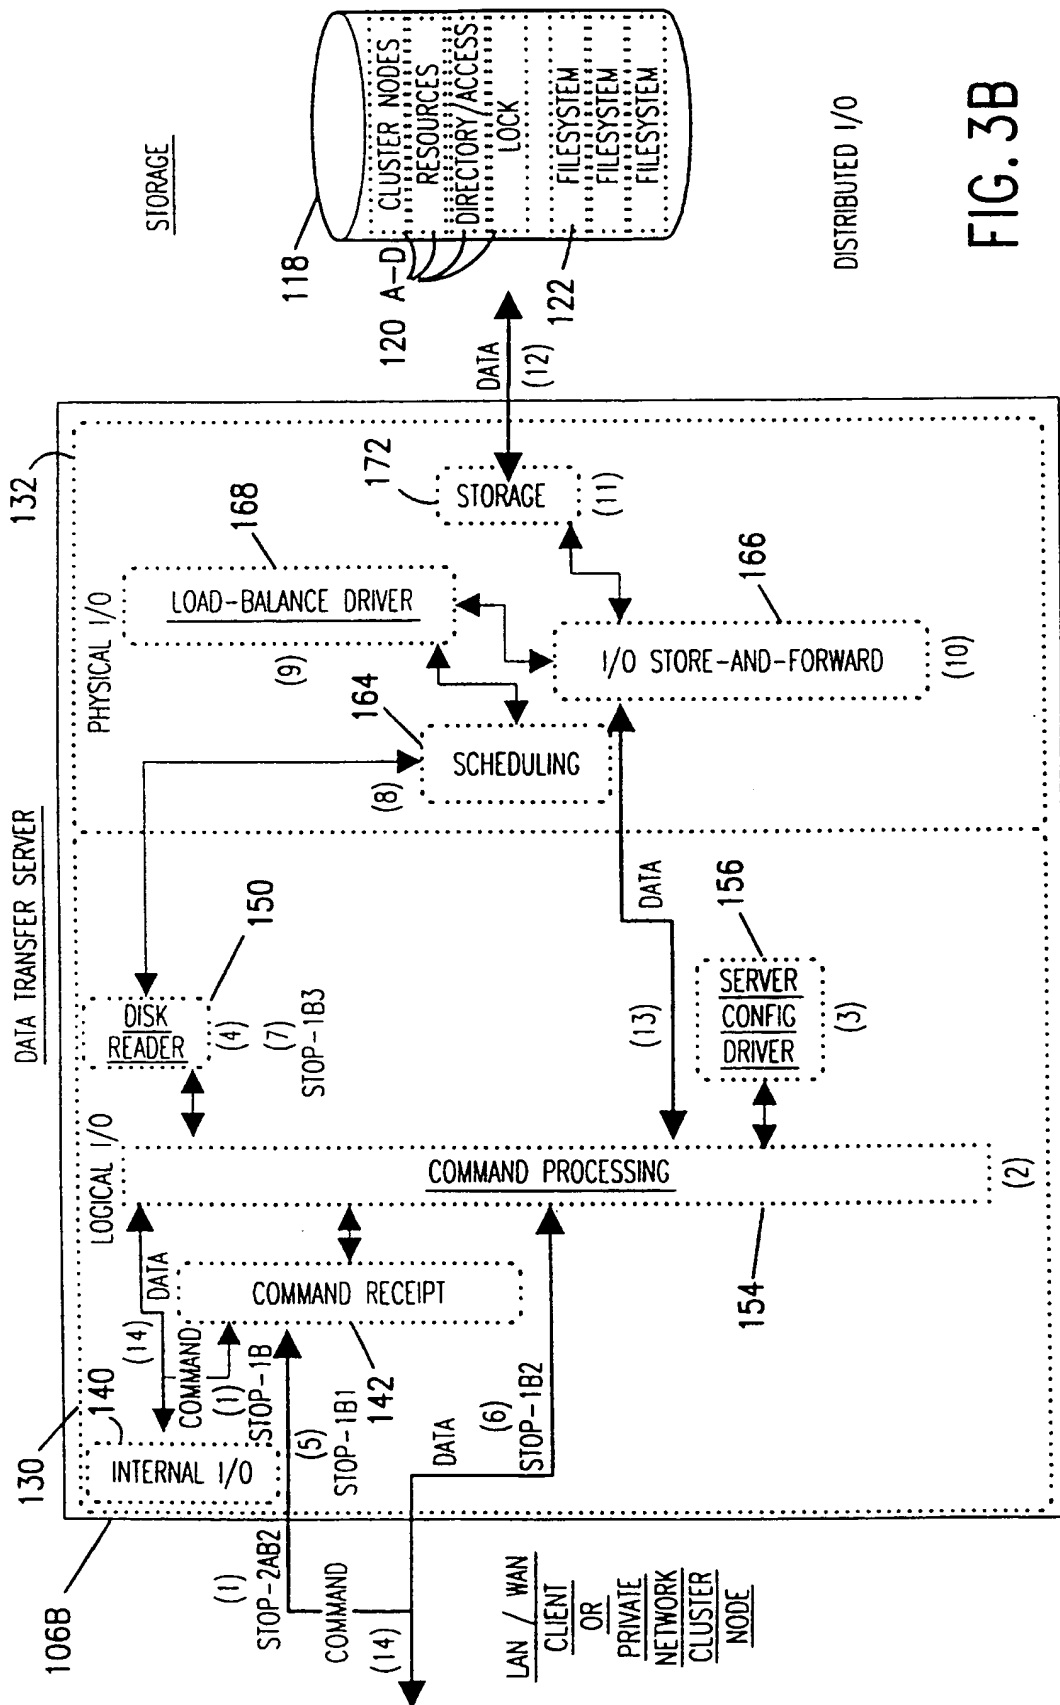 DATA TRANSFER SERVER
STORAGE
106B
130
132
LOGICAL I/O
PHYSICAL I/O
140
INTERNAL I/O
(14)
DATA
COMMAND
(1)
STOP-1B
COMMAND RECEIPT
142
(1)
STOP-2AB2
COMMAND
(14)
(5)
STOP-1B1
DATA
(6)
STOP-1B2
COMMAND PROCESSING
(2)
154
DISK
READER
150
(4)
(7)
STOP-1B3
(13)
DATA
SERVER
CONFIG
DRIVER
156
(3)
SCHEDULING
164
(8)
LOAD-BALANCE DRIVER
168
(9)
I/O STORE-AND-FORWARD
166
(10)
STORAGE
172
(11)
DATA
(12)
118
120 A-D
CLUSTER NODES
RESOURCES
DIRECTORY/ACCESS
LOCK
122
FILESYSTEM
FILESYSTEM
FILESYSTEM
LAN / WAN
CLIENT
OR
PRIVATE
NETWORK
CLUSTER
NODE
DISTRIBUTED I/O
FIG. 3B